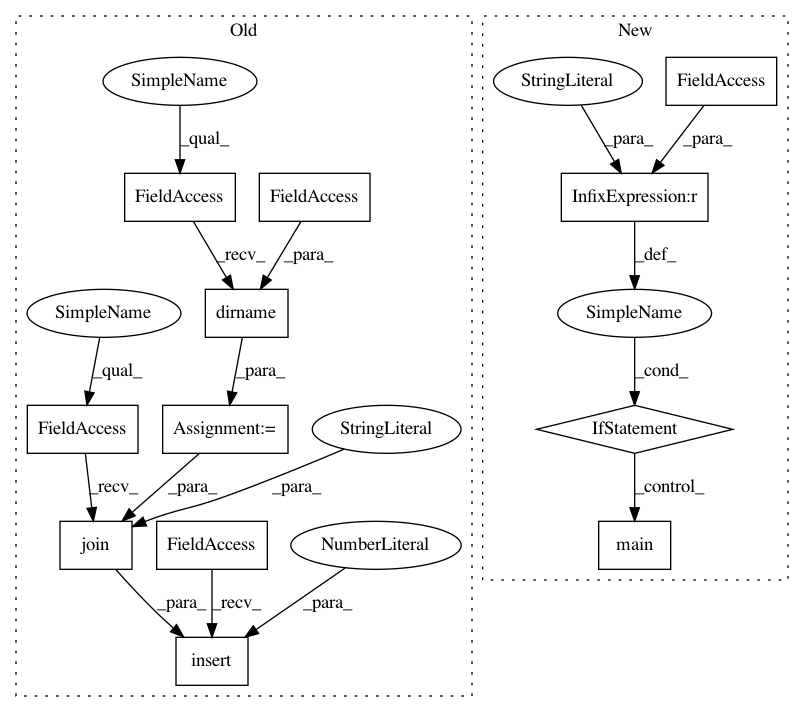 Old
New
SimpleName
StringLiteral
FieldAccess
_qual_
_para_
_para_
FieldAccess
FieldAccess
InfixExpression:r
_recv_
_para_
_def_
SimpleName
dirname
SimpleName
_qual_
_para_
_cond_
FieldAccess
Assignment:=
StringLiteral
IfStatement
_recv_
_para_
_para_
_control_
join
FieldAccess
NumberLiteral
main
_para_
_recv_
_para_
insert